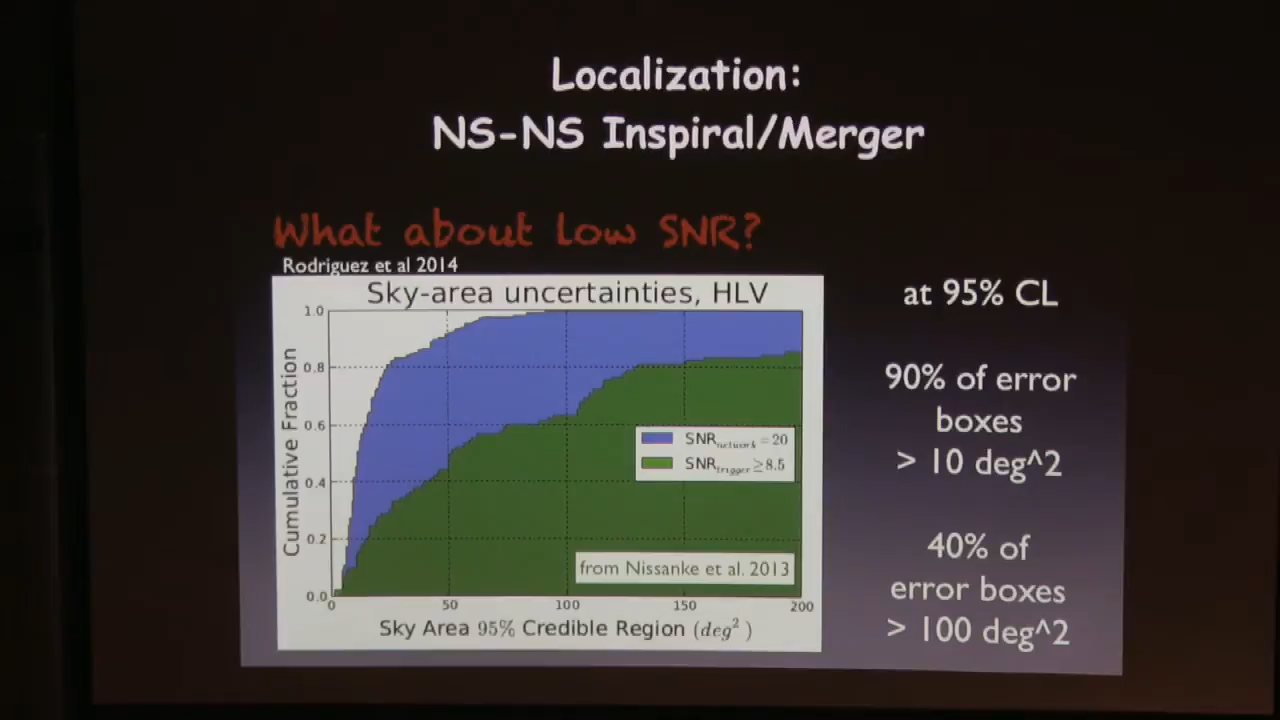 Localization:
NS-NS Inspiral/Merger
What about Low SNR?
Rodriguez et al 2014
Sky-area uncertainties, HLV
1.0
0.8
0.6
0.4
0.2
0.0
Cumulative Fraction
SNR_network = 20
SNR_trigger ≥ 8.5
from Nissanke et al. 2013
0 50 100 150 200
Sky Area 95% Credible Region (deg²)
at 95% CL
90% of error
boxes
> 10 deg^2
40% of
error boxes
> 100 deg^2